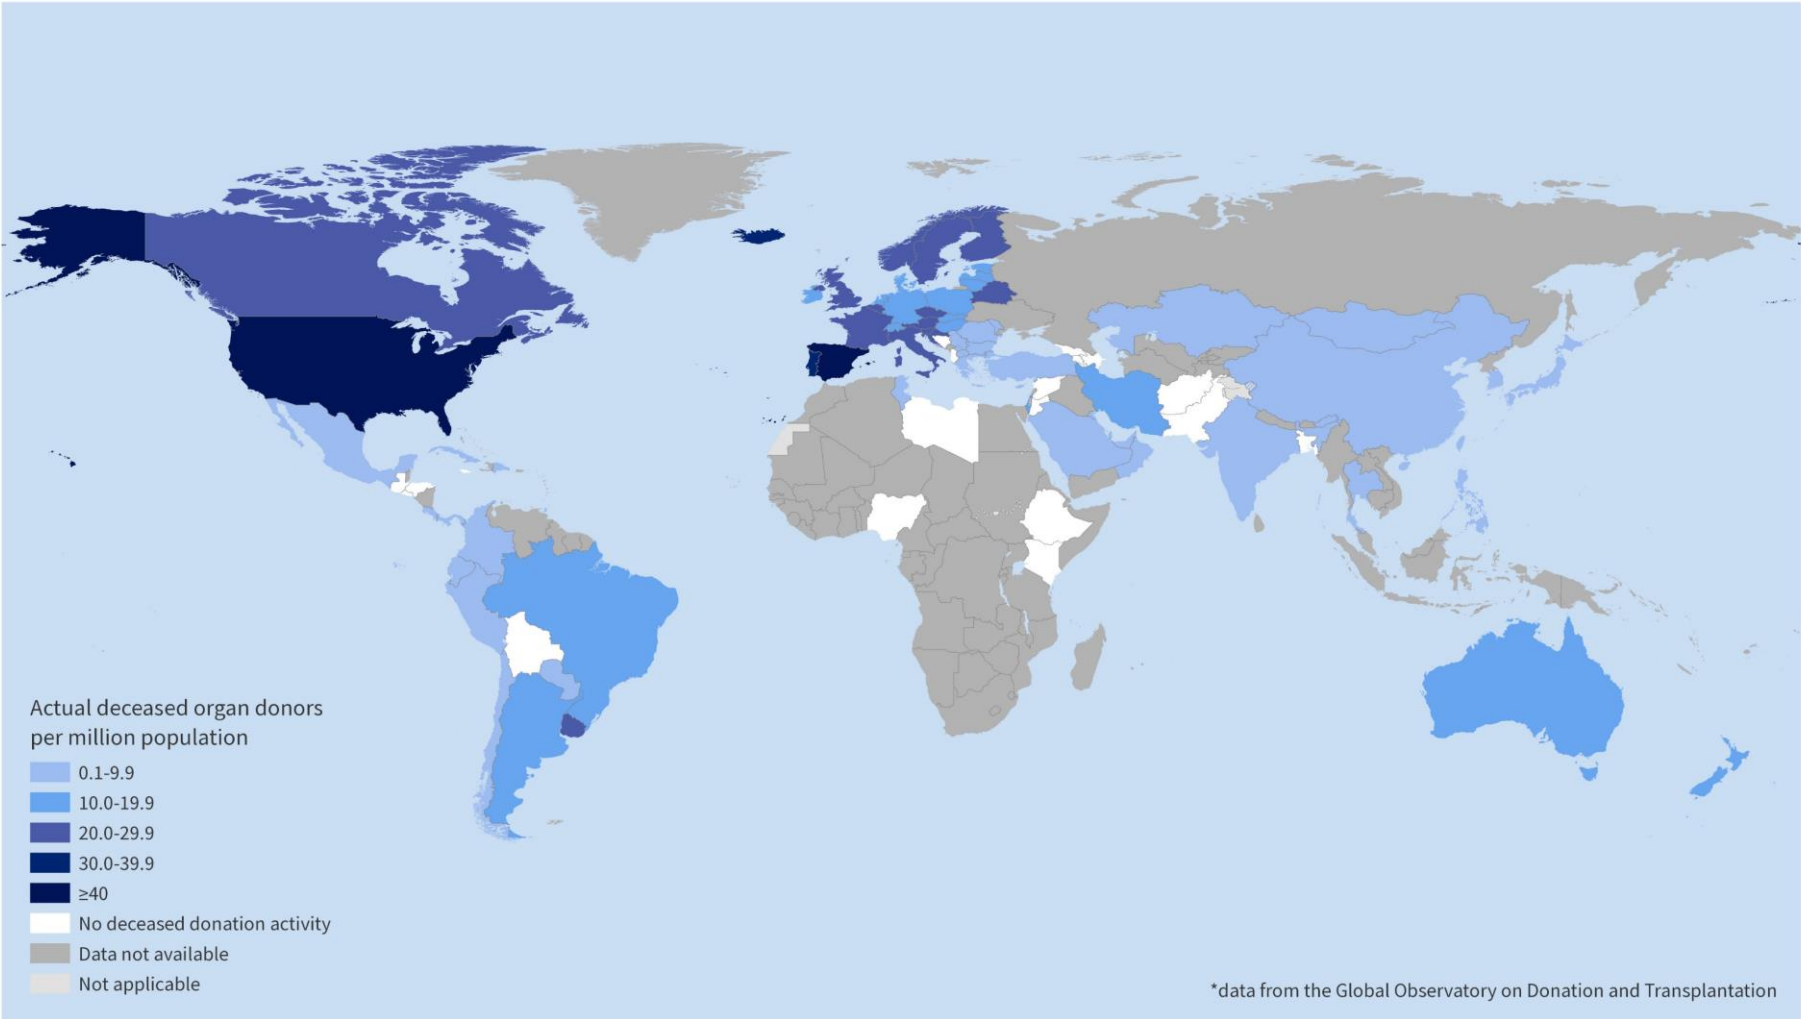 Actual deceased organ donors
per million population
0.1-9.9
10.0-19.9
20.0-29.9
30.0-39.9
≥40
No deceased donation activity
Data not available
Not applicable
*data from the Global Observatory on Donation and Transplantation